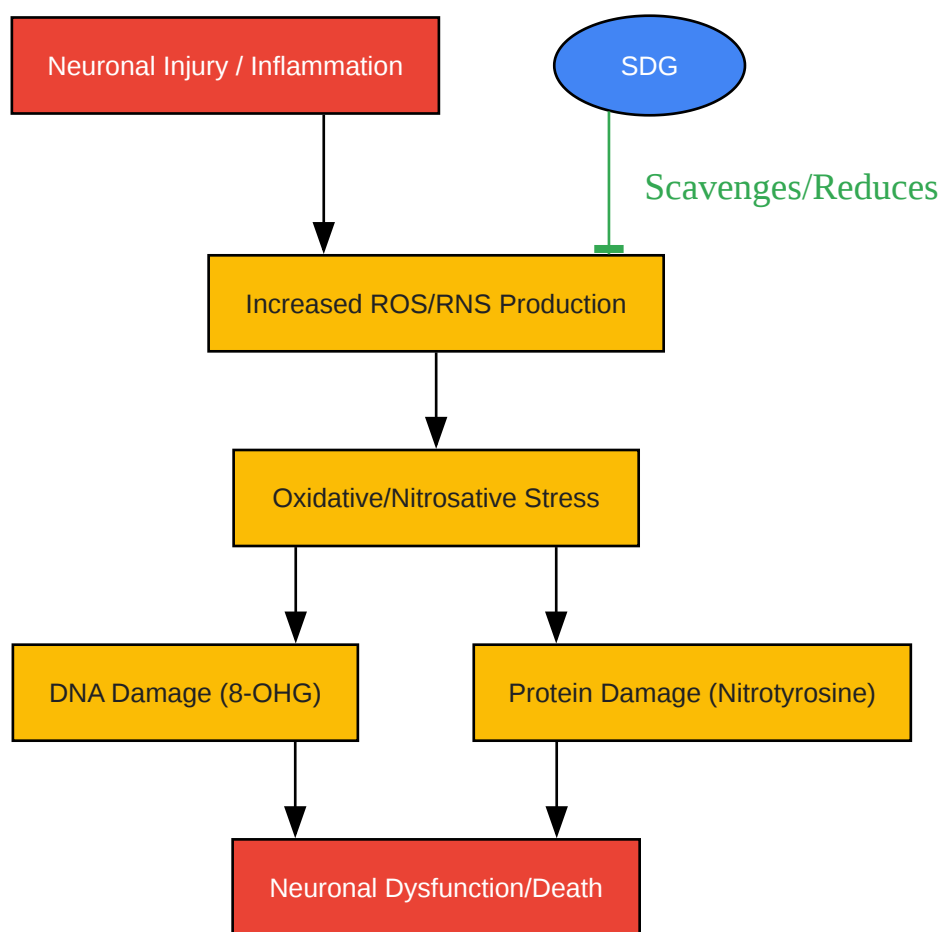 Neuronal Injury / Inflammation
SDG
Scavenges/Reduces
Increased ROS/RNS Production
Oxidative/Nitrosative Stress
DNA Damage (8-OHG)
Protein Damage (Nitrotyrosine)
Neuronal Dysfunction/Death